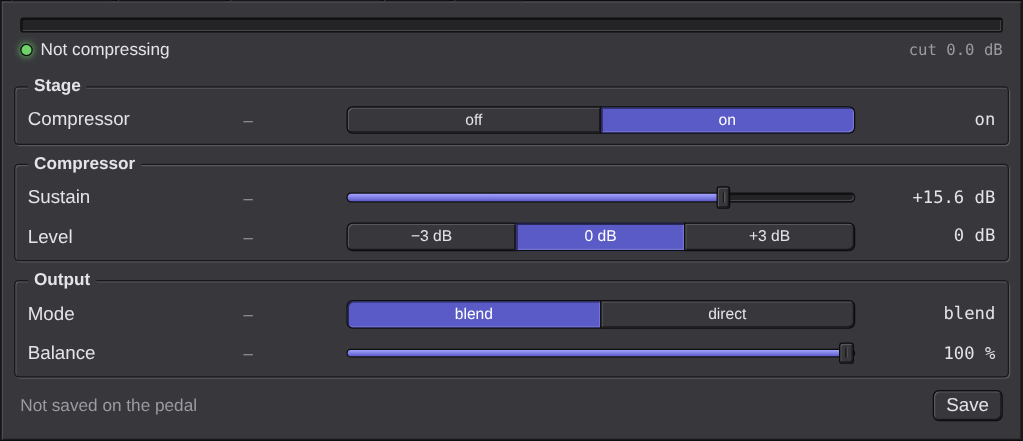 Not compressing cut 0.0 dB
Stage
Compressor – off on on
Compressor
Sustain – +15.6 dB
Level – −3 dB 0 dB +3 dB 0 dB
Output
Mode – blend direct blend
Balance – 100 %
Not saved on the pedal Save